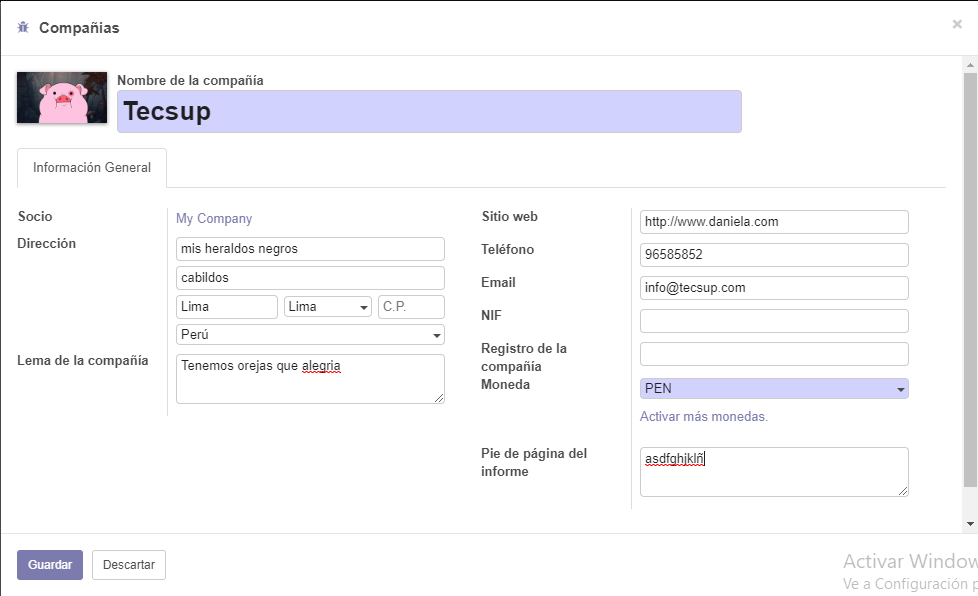 Compañias
×
Nombre de la compañía
Tecsup
Información General
Socio
My Company
Dirección
mis heraldos negros
cabildos
Lima Lima C.P.
Perú
Lema de la compañía
Tenemos orejas que alegria
Sitio web
http://www.daniela.com
Teléfono
96585852
Email
info@tecsup.com
NIF
Registro de la
compañía
Moneda
PEN
Activar más monedas.
Pie de página del
informe
asdfghjklñ
Guardar Descartar
Activar Window
Ve a Configuración p